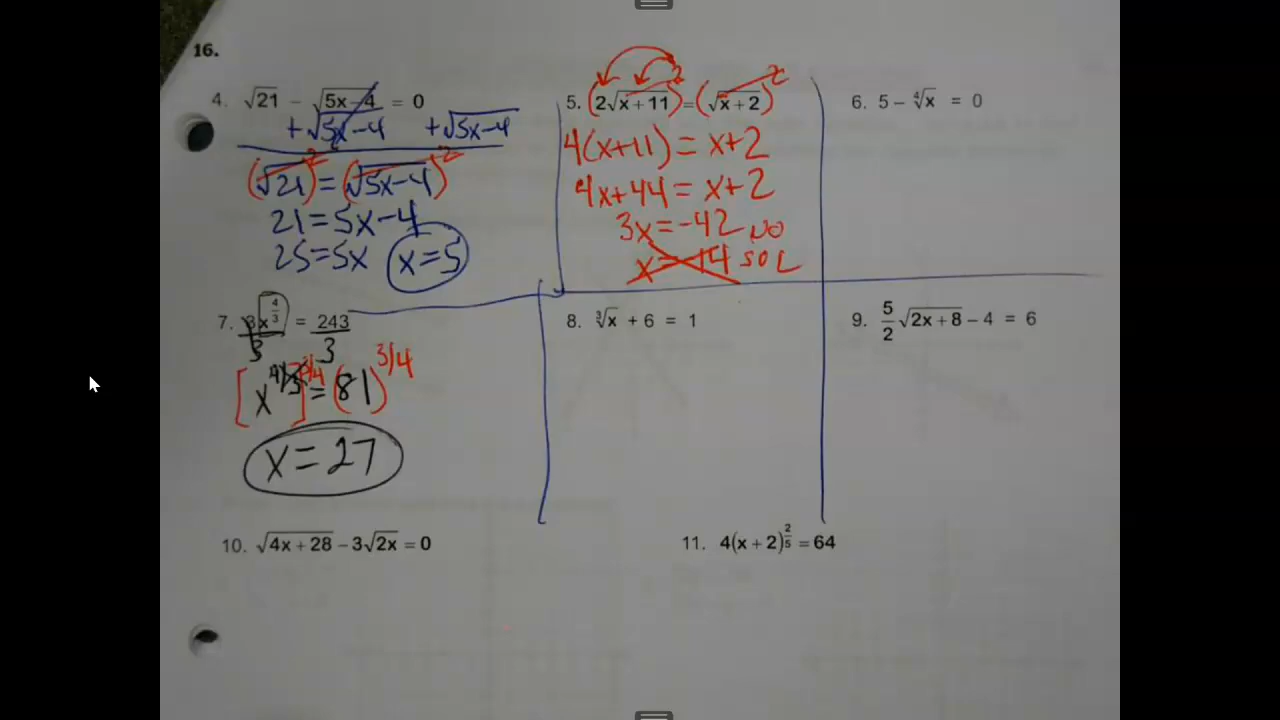 16.
4. √21 − √5x−4 = 0
+√5x−4 +√5x−4
(√21)² = (√5x−4)²
21 = 5x−4
25 = 5x x = 5
5. (2√x+11)² = (√x+2)²
4(x+11) = x+2
4x+44 = x+2
3x = -42 NO
x = -14 SOL
6. 5 − ∜x = 0
7. 3x^4/3 = 243
3 3
[x^4/3]^3/4 = (81)^3/4
x = 27
8. ∛x + 6 = 1
9. 5/2 √2x+8 − 4 = 6
10. √4x+28 − 3√2x = 0
11. 4(x+2)^2/5 = 64